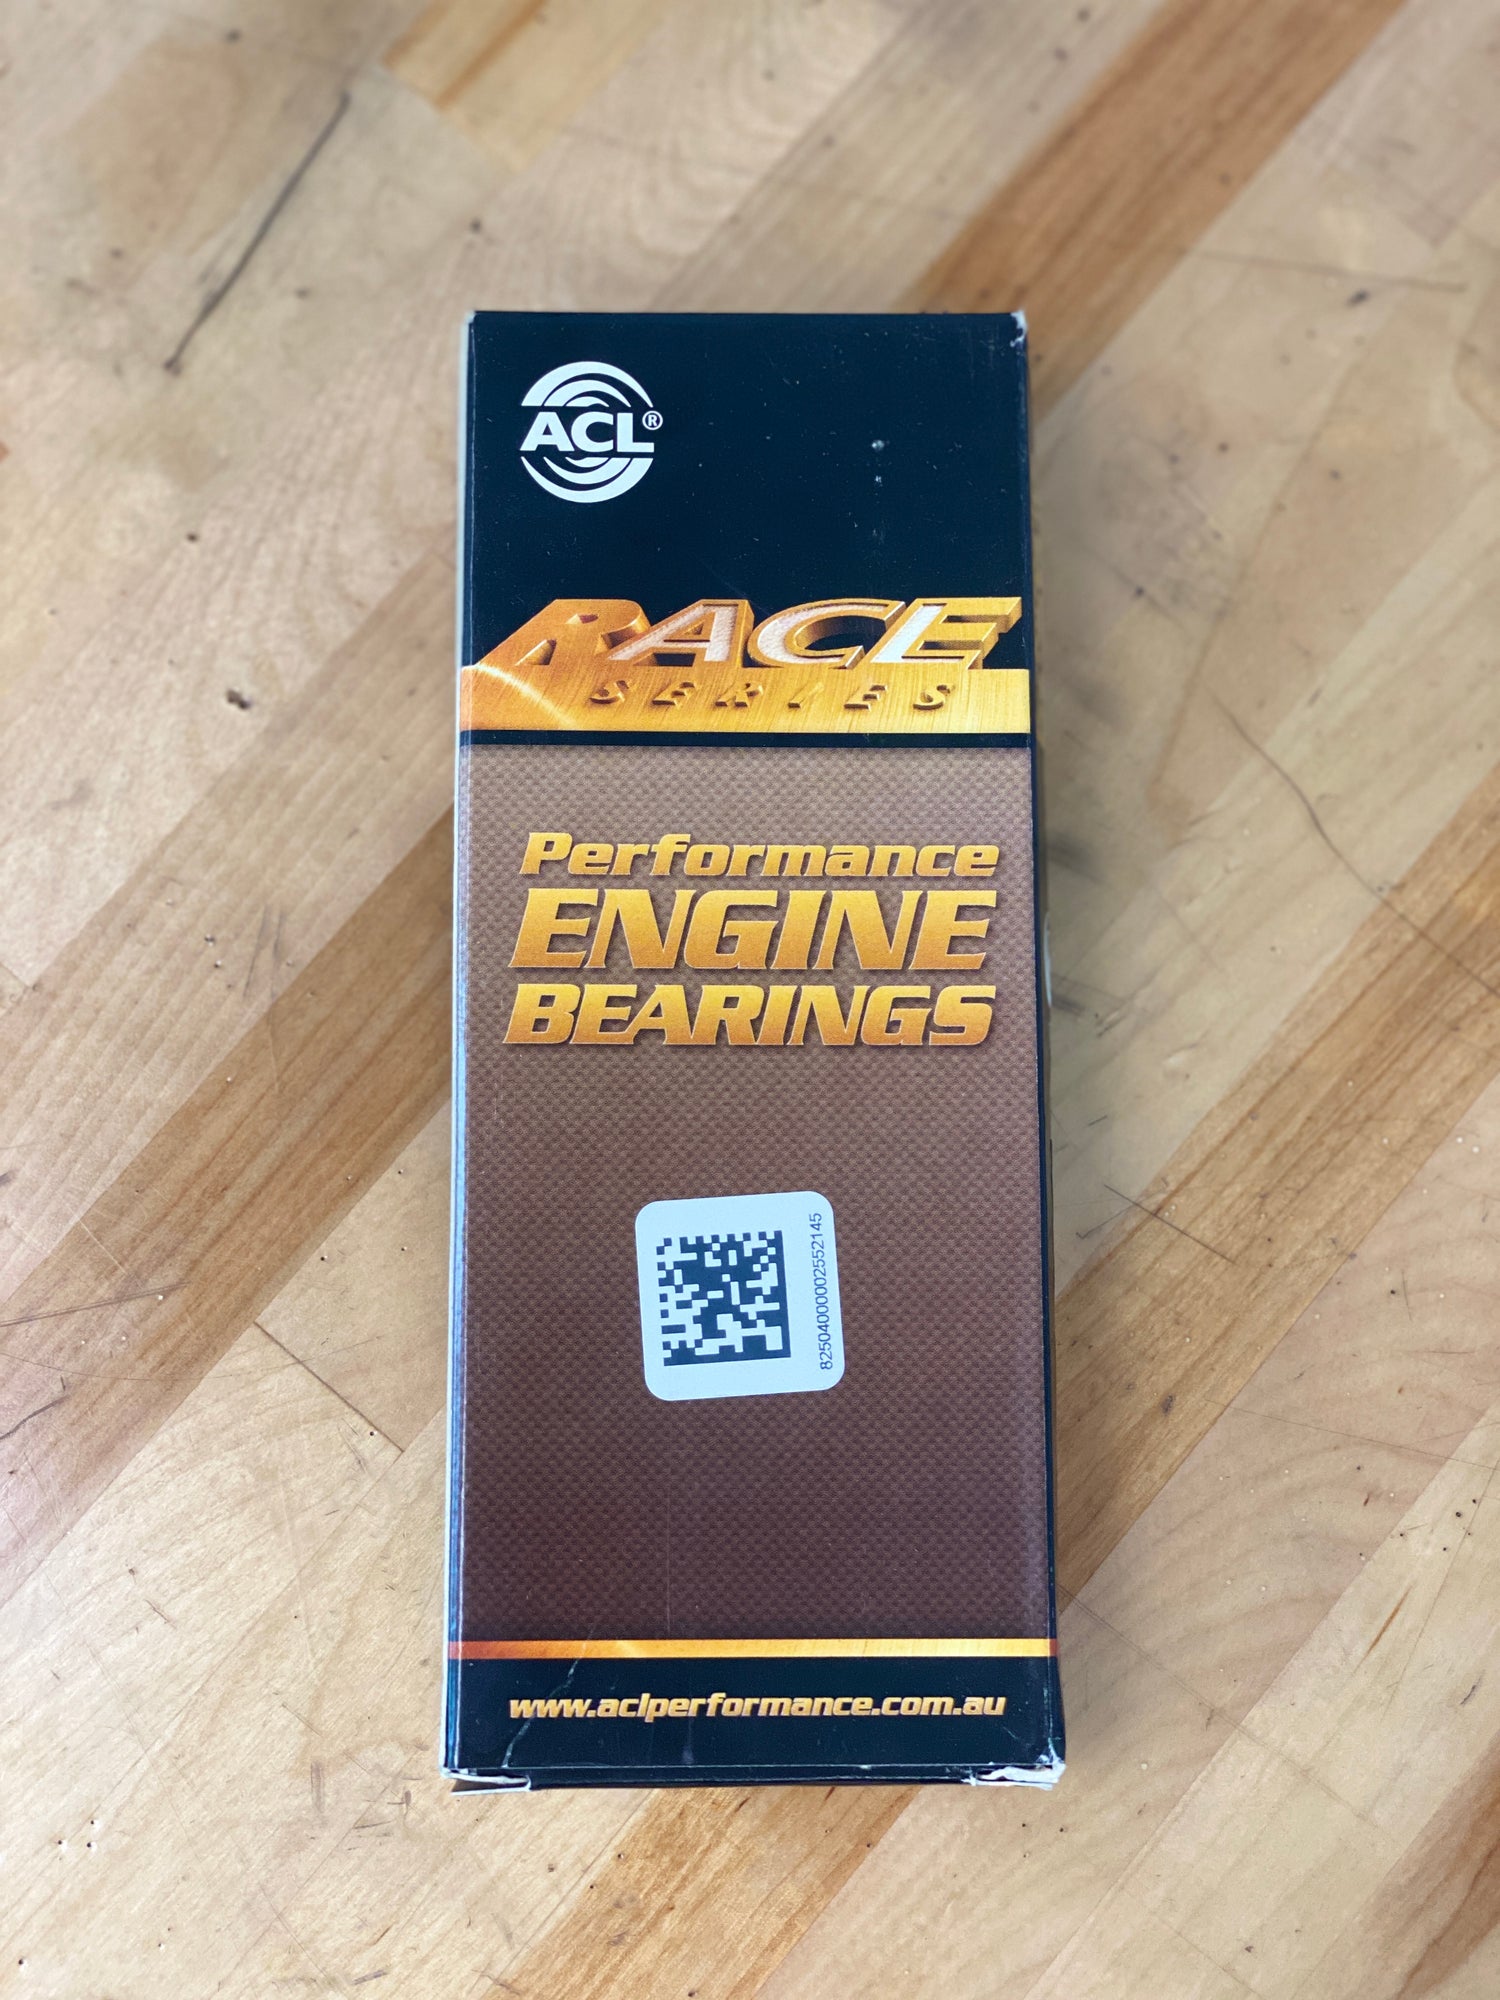 ACL®
RACE
SERIES
Performance
ENGINE
BEARINGS
82504000002552145
www.aclperformance.com.au